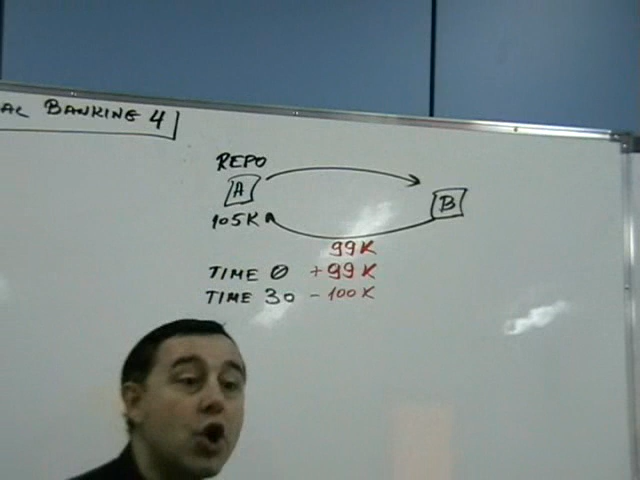 AL BANKING 4
REPO
A
B
105K
99K
TIME 0 +99K
TIME 30 -100K